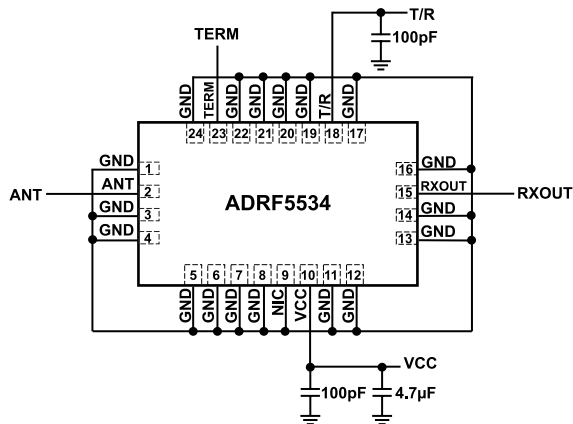 T/R
TERM
100pF
GND TERM GND GND GND GND T/R GND
24 23 22 21 20 19 18 17
GND 1 16 GND
ANT ANT 2 15 RXOUT RXOUT
ADRF5534
GND 3 14 GND
GND 4 13 GND
5 6 7 8 9 10 11 12
GND GND GND GND NIC VCC GND GND
VCC
100pF 4.7µF